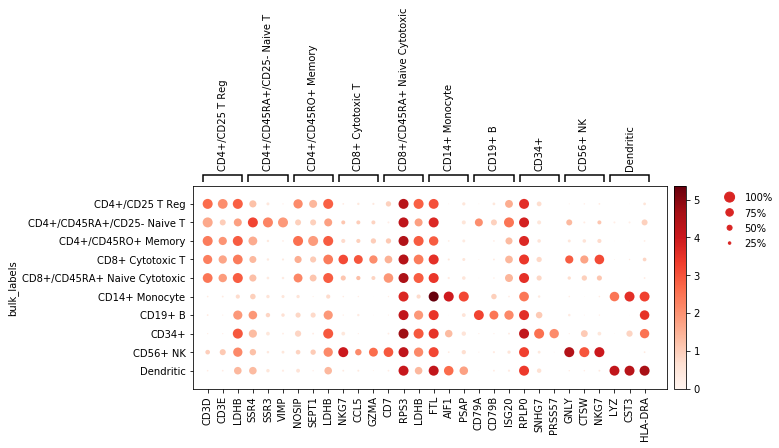 CD4+/CD25 T Reg
CD4+/CD45RA+/CD25- Naive T
CD4+/CD45RO+ Memory
CD8+ Cytotoxic T
CD8+/CD45RA+ Naive Cytotoxic
CD14+ Monocyte
CD19+ B
CD34+
CD56+ NK
Dendritic
bulk_labels
CD4+/CD25 T Reg
CD4+/CD45RA+/CD25- Naive T
CD4+/CD45RO+ Memory
CD8+ Cytotoxic T
CD8+/CD45RA+ Naive Cytotoxic
CD14+ Monocyte
CD19+ B
CD34+
CD56+ NK
Dendritic
CD3D
CD3E
LDHB
SSR4
SSR3
VIMP
NOSIP
SEPT1
LDHB
NKG7
CCL5
GZMA
CD7
RPS3
LDHB
FTL
AIF1
PSAP
CD79A
CD79B
ISG20
RPLP0
SNHG7
PRSS57
GNLY
CTSW
NKG7
LYZ
CST3
HLA-DRA
5
4
3
2
1
0
100%
75%
50%
25%